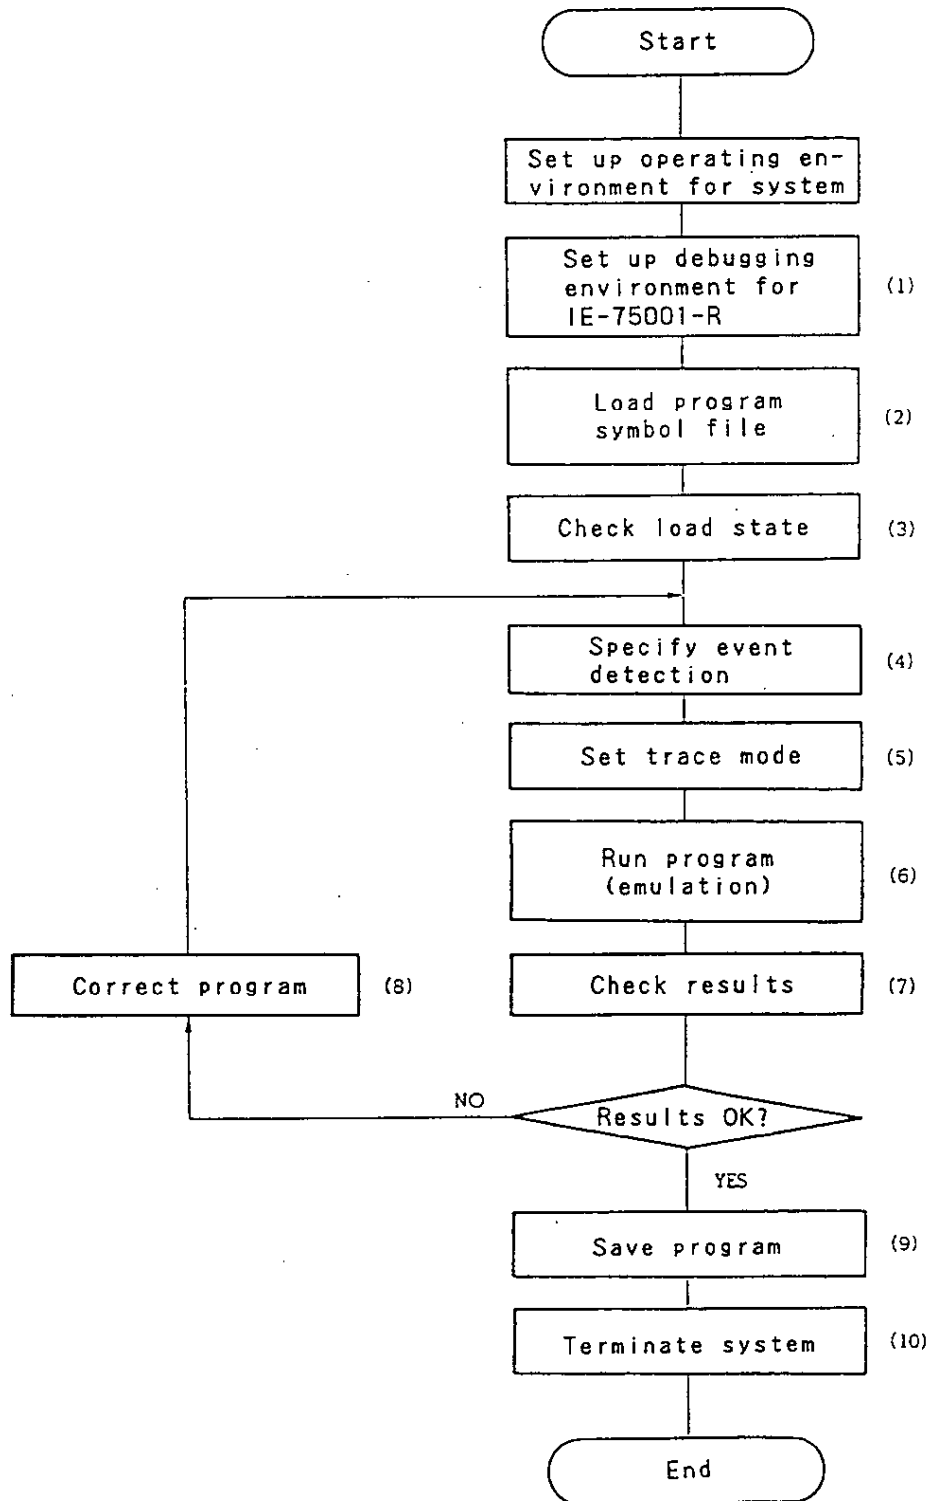 Start
Set up operating en-
vironment for system
Set up debugging
environment for
IE-75001-R
(1)
Load program
symbol file
(2)
Check load state
(3)
Specify event
detection
(4)
Set trace mode
(5)
Run program
(emulation)
(6)
Correct program
(8)
Check results
(7)
NO
Results OK?
YES
Save program
(9)
Terminate system
(10)
End